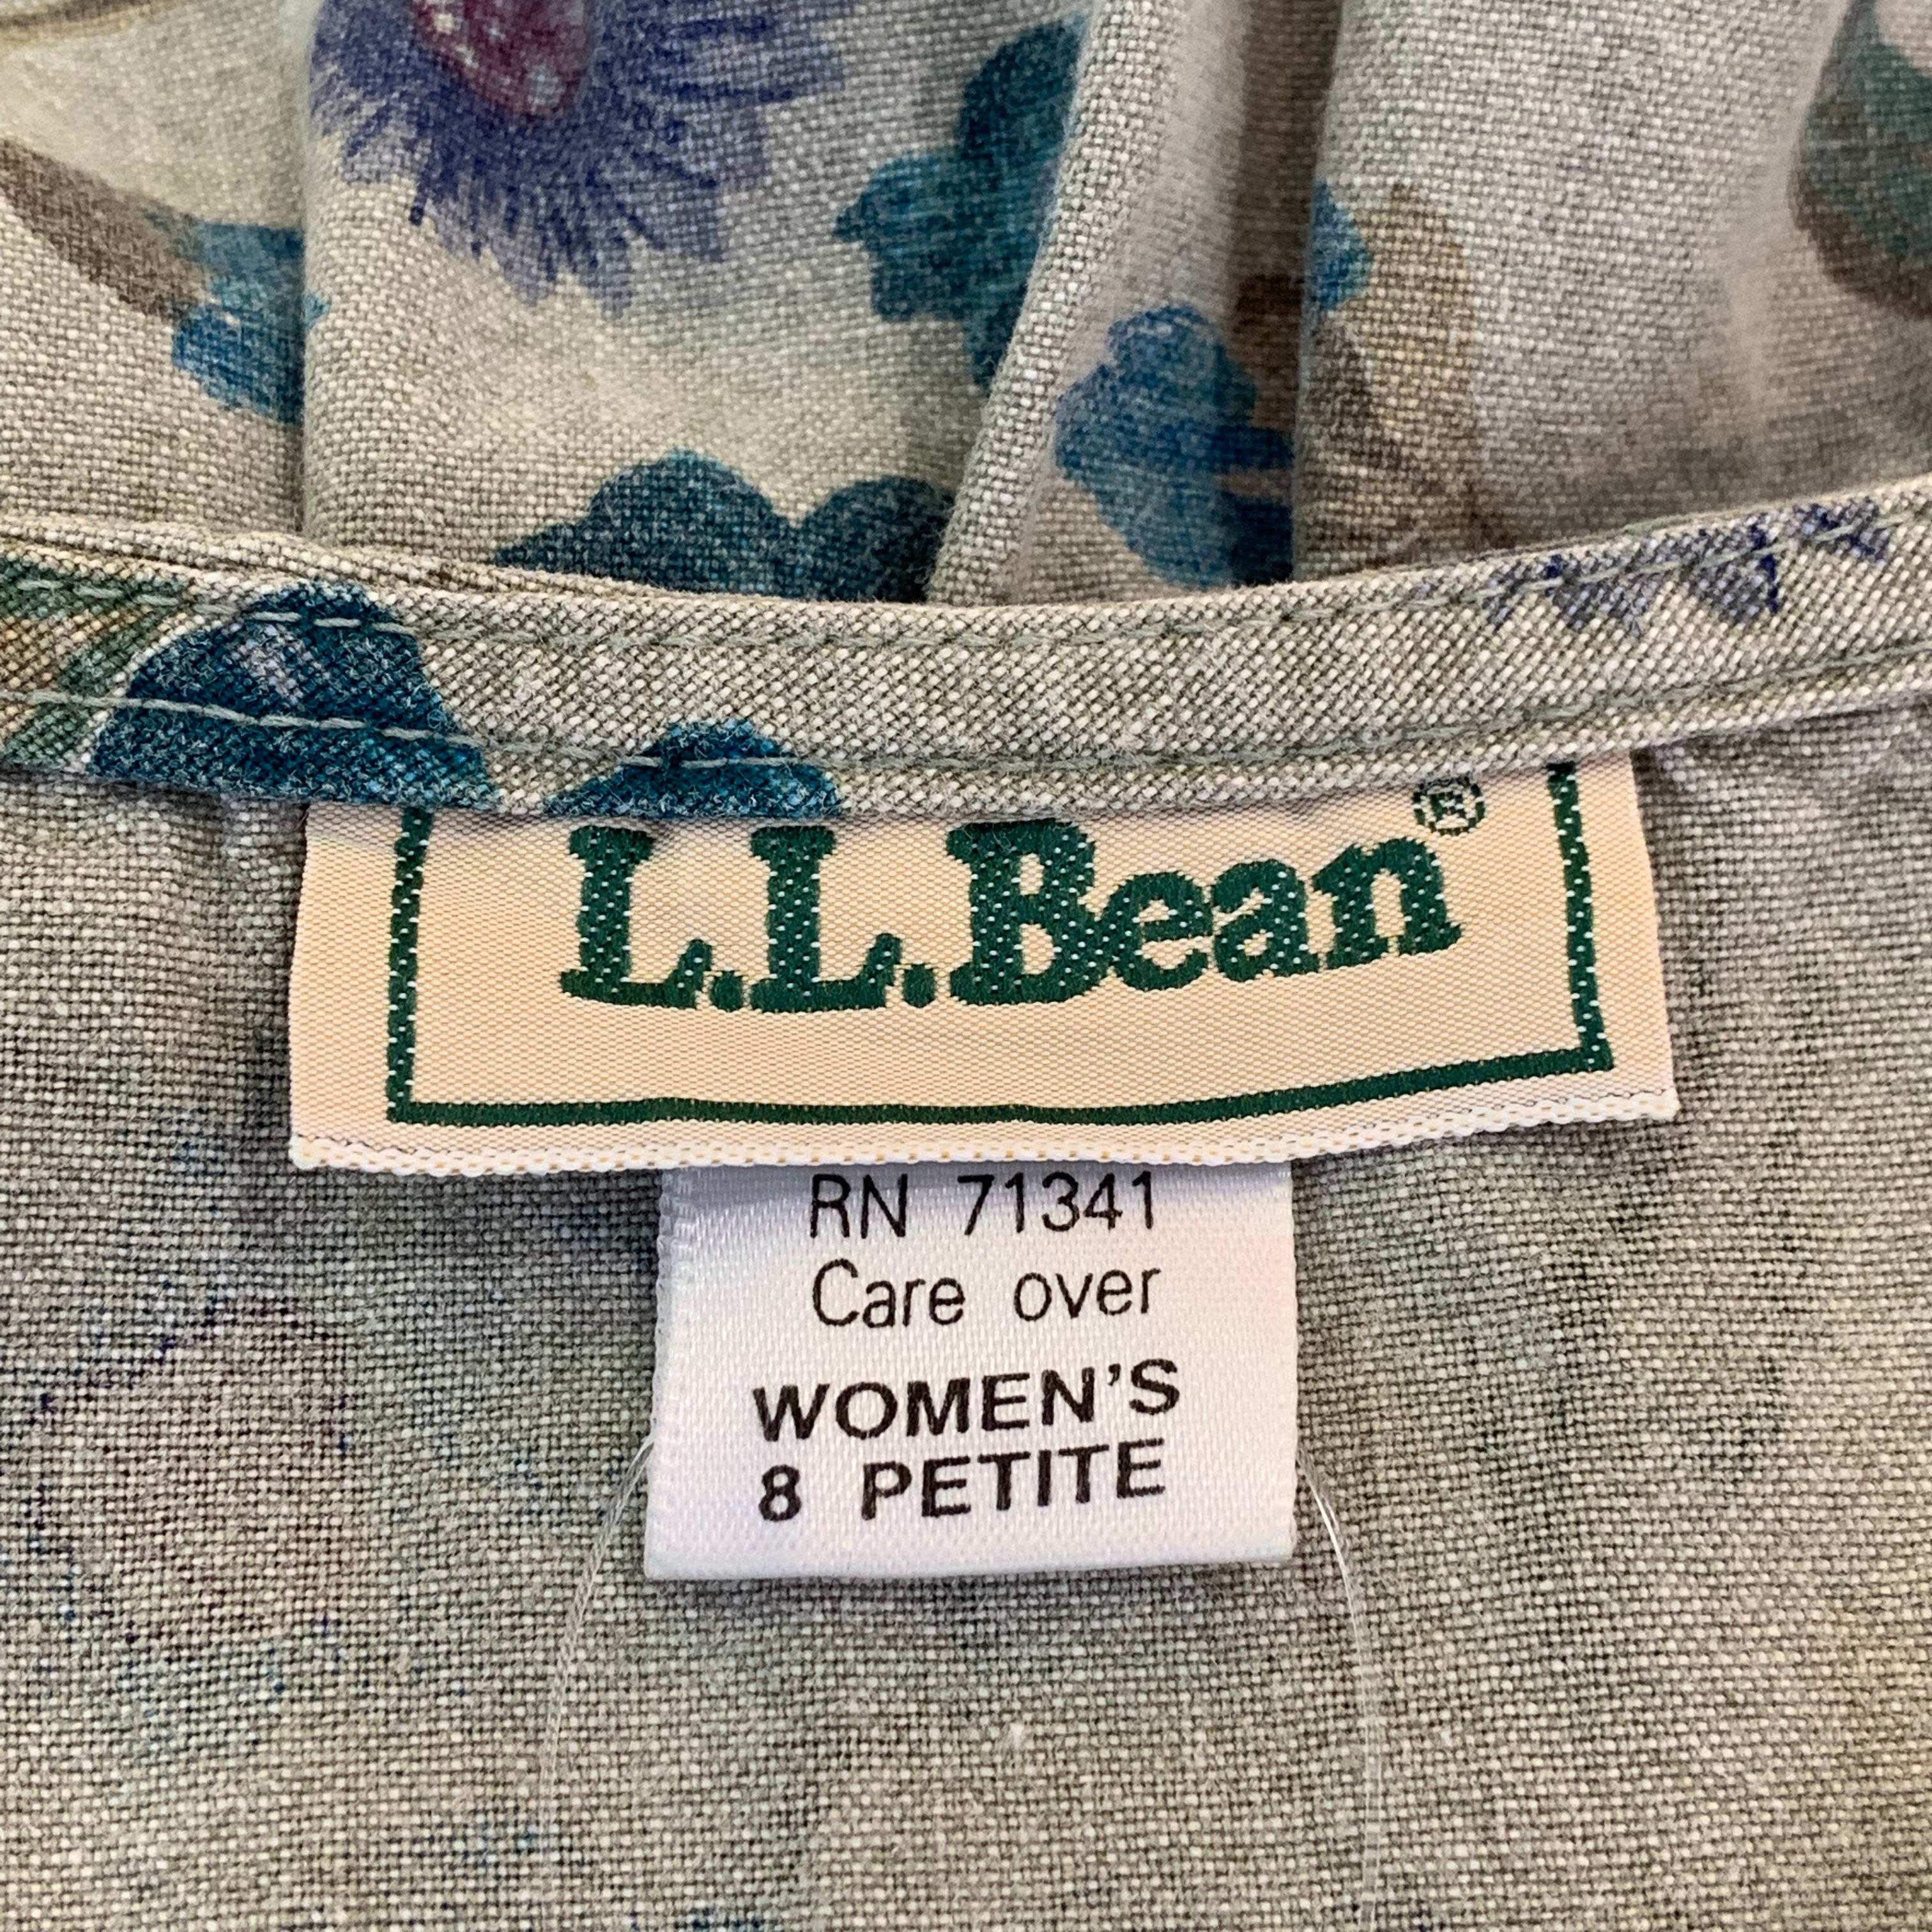 L.L.Bean®
RN 71341
Care over
WOMEN'S
8 PETITE